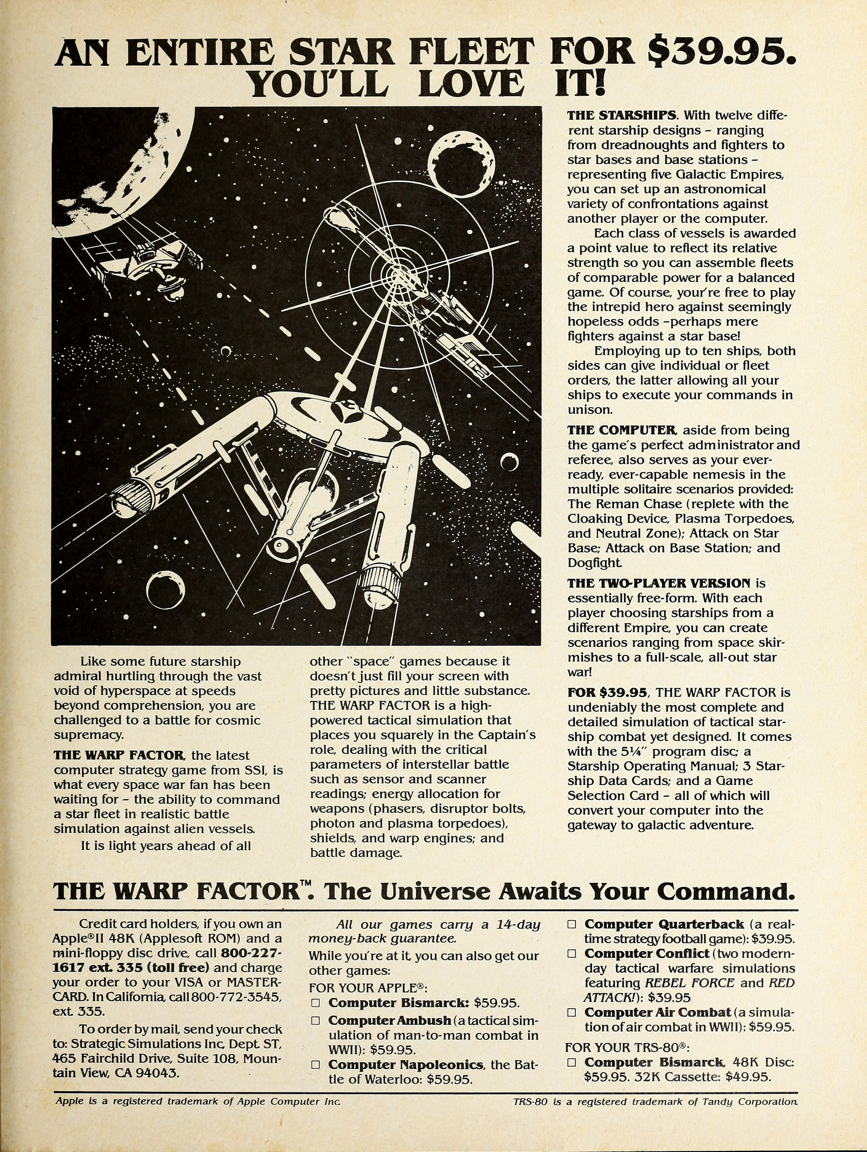 AN ENTIRE STAR FLEET FOR $39.95.
YOU'LL LOVE IT!
Like some future starship
admiral hurtling through the vast
void of hyperspace at speeds
beyond comprehension, you are
challenged to a battle for cosmic
supremacy.
THE WARP FACTOR, the latest
computer strategy game from SSI, is
what every space war fan has been
waiting for – the ability to command
a star fleet in realistic battle
simulation against alien vessels.
It is light years ahead of all
other "space" games because it
doesn't just fill your screen with
pretty pictures and little substance.
THE WARP FACTOR is a high-
powered tactical simulation that
places you squarely in the Captain's
role, dealing with the critical
parameters of interstellar battle
such as sensor and scanner
readings; energy allocation for
weapons (phasers, disruptor bolts,
photon and plasma torpedoes),
shields, and warp engines; and
battle damage.
THE STARSHIPS. With twelve diffe-
rent starship designs – ranging
from dreadnoughts and fighters to
star bases and base stations –
representing five Galactic Empires,
you can set up an astronomical
variety of confrontations against
another player or the computer.
Each class of vessels is awarded
a point value to reflect its relative
strength so you can assemble fleets
of comparable power for a balanced
game. Of course, your're free to play
the intrepid hero against seemingly
hopeless odds –perhaps mere
fighters against a star base!
Employing up to ten ships, both
sides can give individual or fleet
orders, the latter allowing all your
ships to execute your commands in
unison.
THE COMPUTER, aside from being
the game's perfect administrator and
referee, also serves as your ever-
ready, ever-capable nemesis in the
multiple solitaire scenarios provided:
The Reman Chase (replete with the
Cloaking Device, Plasma Torpedoes,
and Neutral Zone); Attack on Star
Base; Attack on Base Station; and
Dogfight.
THE TWO-PLAYER VERSION is
essentially free-form. With each
player choosing starships from a
different Empire, you can create
scenarios ranging from space skir-
mishes to a full-scale, all-out star
war!
FOR $39.95, THE WARP FACTOR is
undeniably the most complete and
detailed simulation of tactical star-
ship combat yet designed. It comes
with the 5¼" program disc; a
Starship Operating Manual; 3 Star-
ship Data Cards; and a Game
Selection Card – all of which will
convert your computer into the
gateway to galactic adventure.
THE WARP FACTOR™. The Universe Awaits Your Command.
Credit card holders, if you own an
Apple® II 48K (Applesoft ROM) and a
mini-floppy disc drive, call 800-227-
1617 ext. 335 (toll free) and charge
your order to your VISA or MASTER-
CARD. In California, call 800-772-3545,
ext. 335.
To order by mail, send your check
to: Strategic Simulations Inc, Dept. ST,
465 Fairchild Drive, Suite 108, Moun-
tain View, CA 94043.
All our games carry a 14-day
money-back guarantee.
While you're at it, you can also get our
other games:
FOR YOUR APPLE®:
☐ Computer Bismarck: $59.95.
☐ Computer Ambush (a tactical sim-
ulation of man-to-man combat in
WWII): $59.95.
☐ Computer Napoleonics, the Bat-
tle of Waterloo: $59.95.
☐ Computer Quarterback (a real-
time strategy football game): $39.95.
☐ Computer Conflict (two modern-
day tactical warfare simulations
featuring REBEL FORCE and RED
ATTACK!): $39.95
☐ Computer Air Combat (a simula-
tion of air combat in WWII): $59.95.
FOR YOUR TRS-80®:
☐ Computer Bismarck, 48K Disc:
$59.95. 32K Cassette: $49.95.
Apple is a registered trademark of Apple Computer Inc.
TRS-80 is a registered trademark of Tandy Corporation.